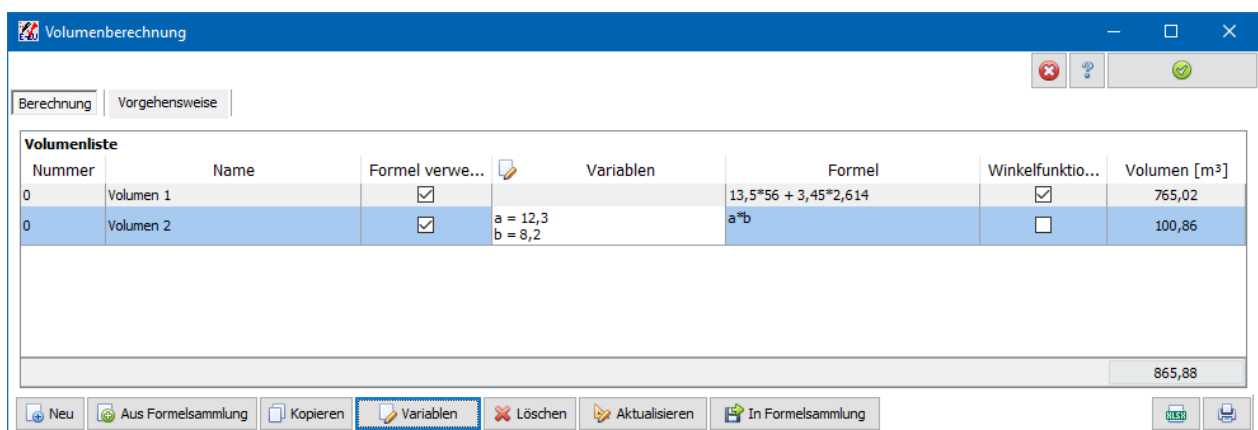 Volumenberechnung
Berechnung Vorgehensweise
Volumenliste
Nummer Name Formel verwe... Variablen Formel Winkelfunktio... Volumen [m³]
0 Volumen 1 13,5*56 + 3,45*2,614 765,02
0 Volumen 2 a = 12,3 a*b 100,86
b = 8,2
865,88
Neu Aus Formelsammlung Kopieren Variablen Löschen Aktualisieren In Formelsammlung XLSX